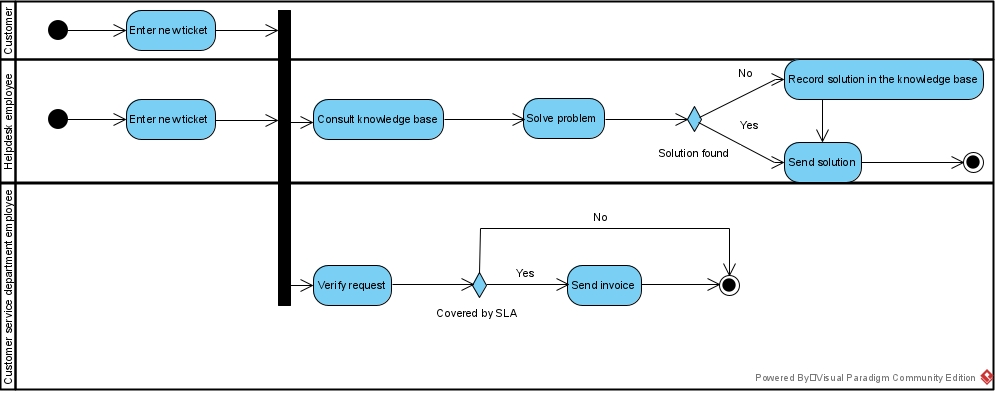 Customer
Enter new ticket
Helpdesk employee
Enter new ticket
Consult knowledge base
Solve problem
Solution found
No
Yes
Record solution in the knowledge base
Send solution
Customer service department employee
Verify request
Covered by SLA
No
Yes
Send invoice
Powered By Visual Paradigm Community Edition